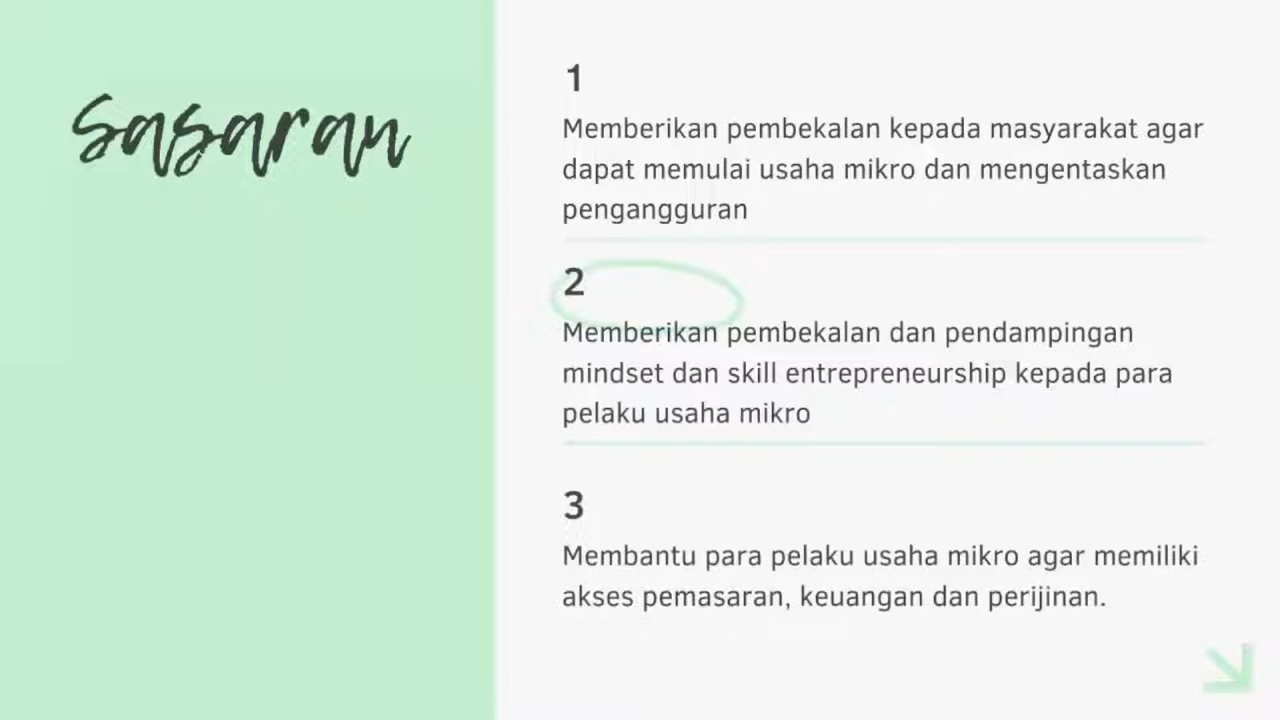 sasaran
1
Memberikan pembekalan kepada masyarakat agar
dapat memulai usaha mikro dan mengentaskan
pengangguran
2
Memberikan pembekalan dan pendampingan
mindset dan skill entrepreneurship kepada para
pelaku usaha mikro
3
Membantu para pelaku usaha mikro agar memiliki
akses pemasaran, keuangan dan perijinan.